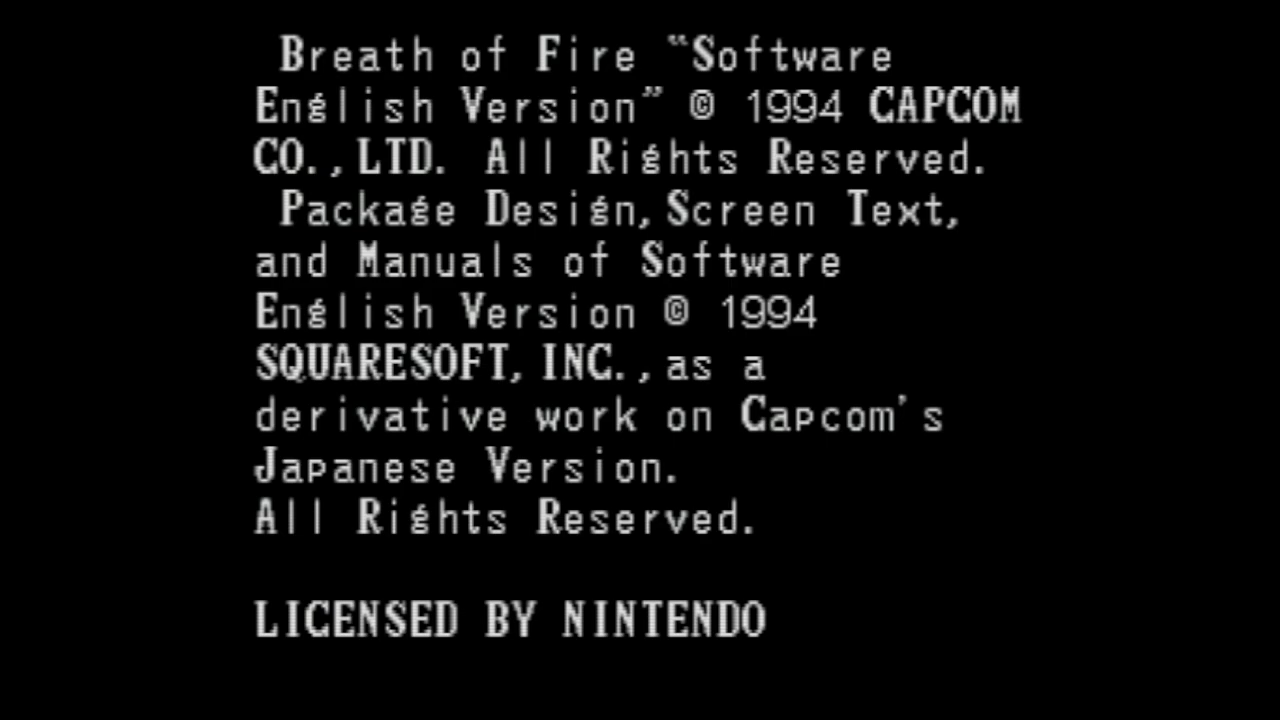 Breath of Fire “Software
English Version” © 1994 CAPCOM
CO.,LTD. All Rights Reserved.
Package Design, Screen Text,
and Manuals of Software
English Version © 1994
SQUARESOFT, INC., as a
derivative work on Capcom's
Japanese Version.
All Rights Reserved.
LICENSED BY NINTENDO